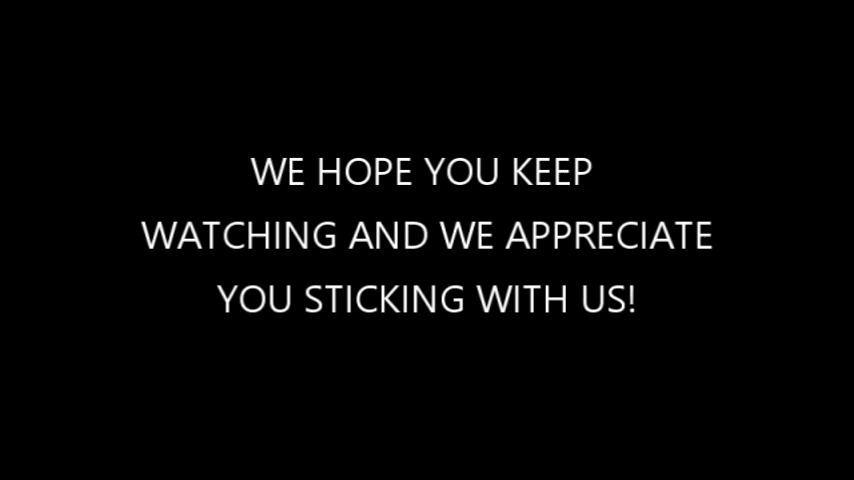 WE HOPE YOU KEEP
WATCHING AND WE APPRECIATE
YOU STICKING WITH US!